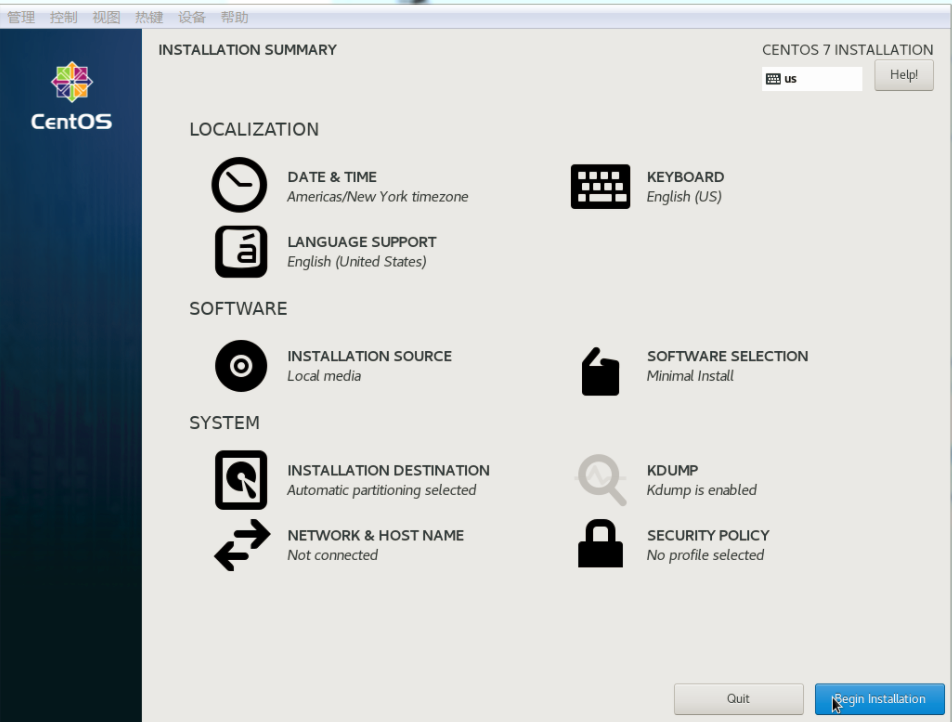 管理 控制 视图 热键 设备 帮助
INSTALLATION SUMMARY
CENTOS 7 INSTALLATION
us
Help!
CentOS
LOCALIZATION
DATE & TIME
Americas/New York timezone
KEYBOARD
English (US)
á
LANGUAGE SUPPORT
English (United States)
SOFTWARE
INSTALLATION SOURCE
Local media
SOFTWARE SELECTION
Minimal Install
SYSTEM
INSTALLATION DESTINATION
Automatic partitioning selected
KDUMP
Kdump is enabled
NETWORK & HOST NAME
Not connected
SECURITY POLICY
No profile selected
Quit
Begin Installation